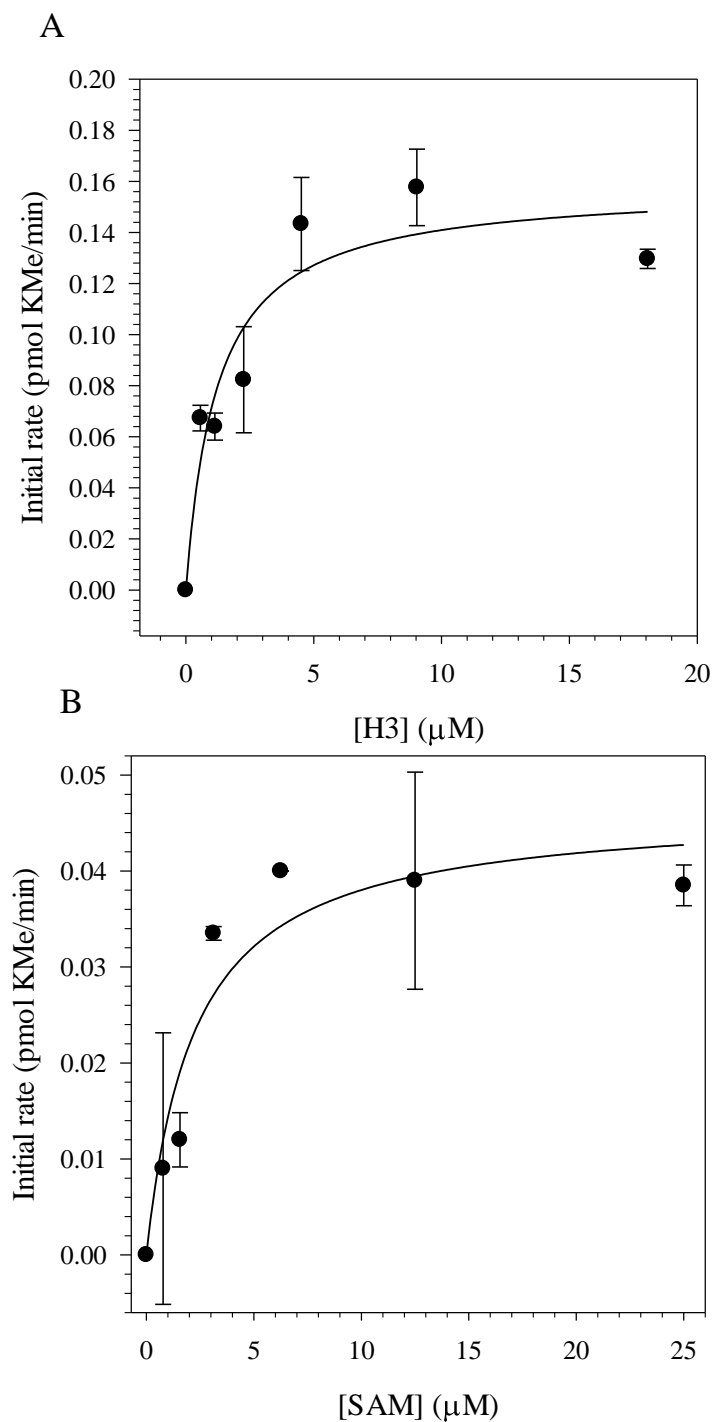 A
Initial rate (pmol KMe/min)
0.20
0.18
0.16
0.14
0.12
0.10
0.08
0.06
0.04
0.02
0.00
0 5 10 15 20
[H3] (μM)
B
Initial rate (pmol KMe/min)
0.05
0.04
0.03
0.02
0.01
0.00
0 5 10 15 20 25
[SAM] (μM)